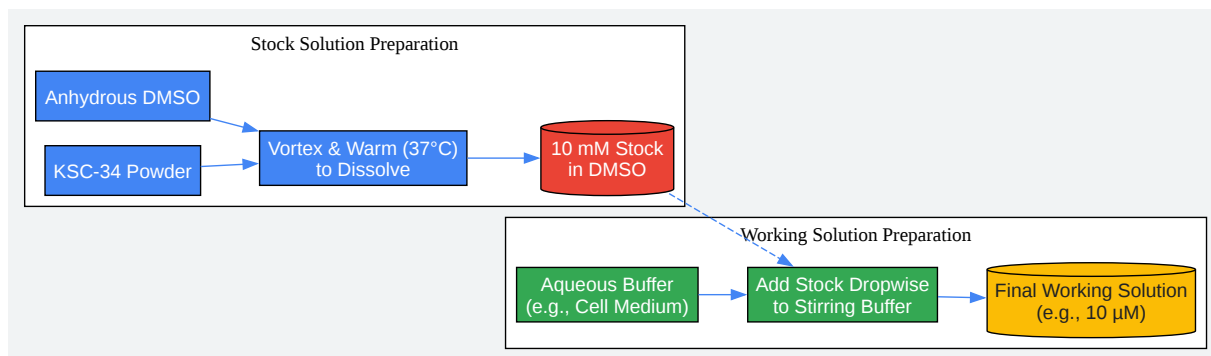 Stock Solution Preparation
Anhydrous DMSO
KSC-34 Powder
Vortex & Warm (37°C)
to Dissolve
10 mM Stock
in DMSO
Working Solution Preparation
Aqueous Buffer
(e.g., Cell Medium)
Add Stock Dropwise
to Stirring Buffer
Final Working Solution
(e.g., 10 µM)